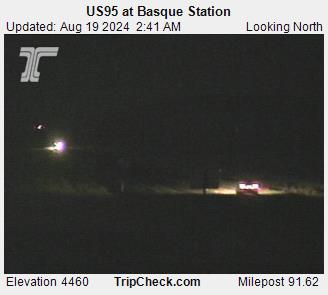 US95 at Basque Station
Updated: Aug 19 2024 2:41 AM Looking North
Elevation 4460 TripCheck.com Milepost 91.62